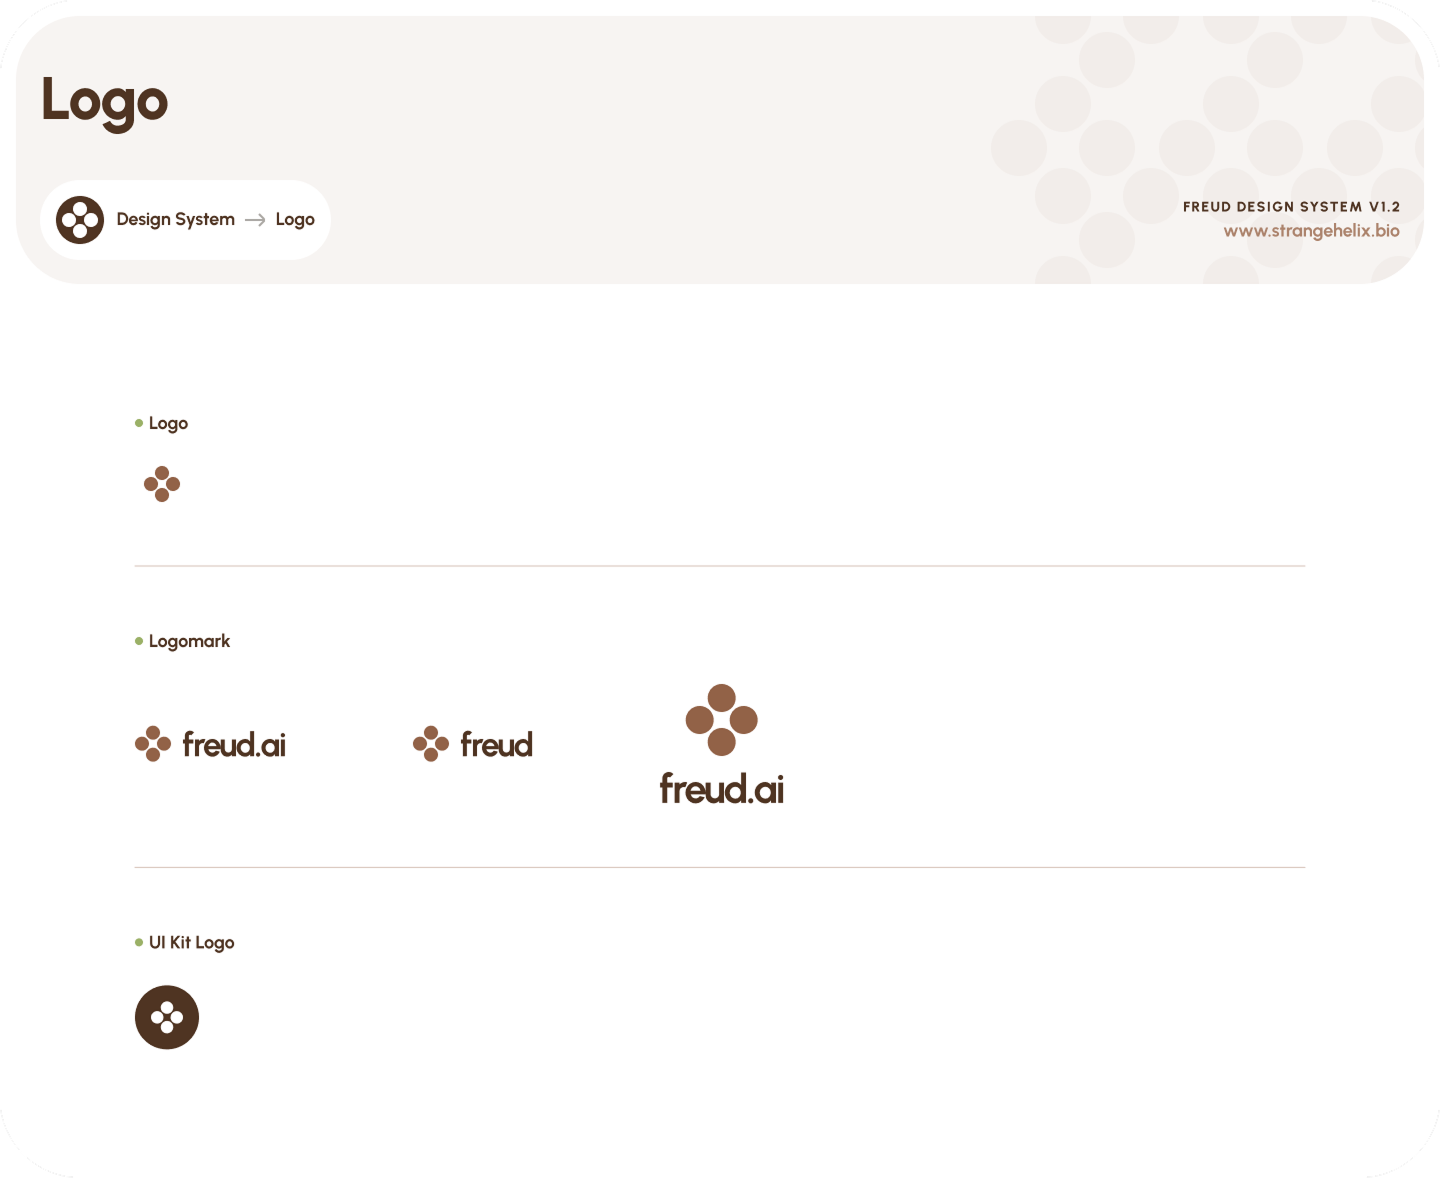 Logo
Design System → Logo
FREUD DESIGN SYSTEM V1.2
www.strangehelix.bio
Logo
Logomark
freud.ai
freud
freud.ai
UI Kit Logo